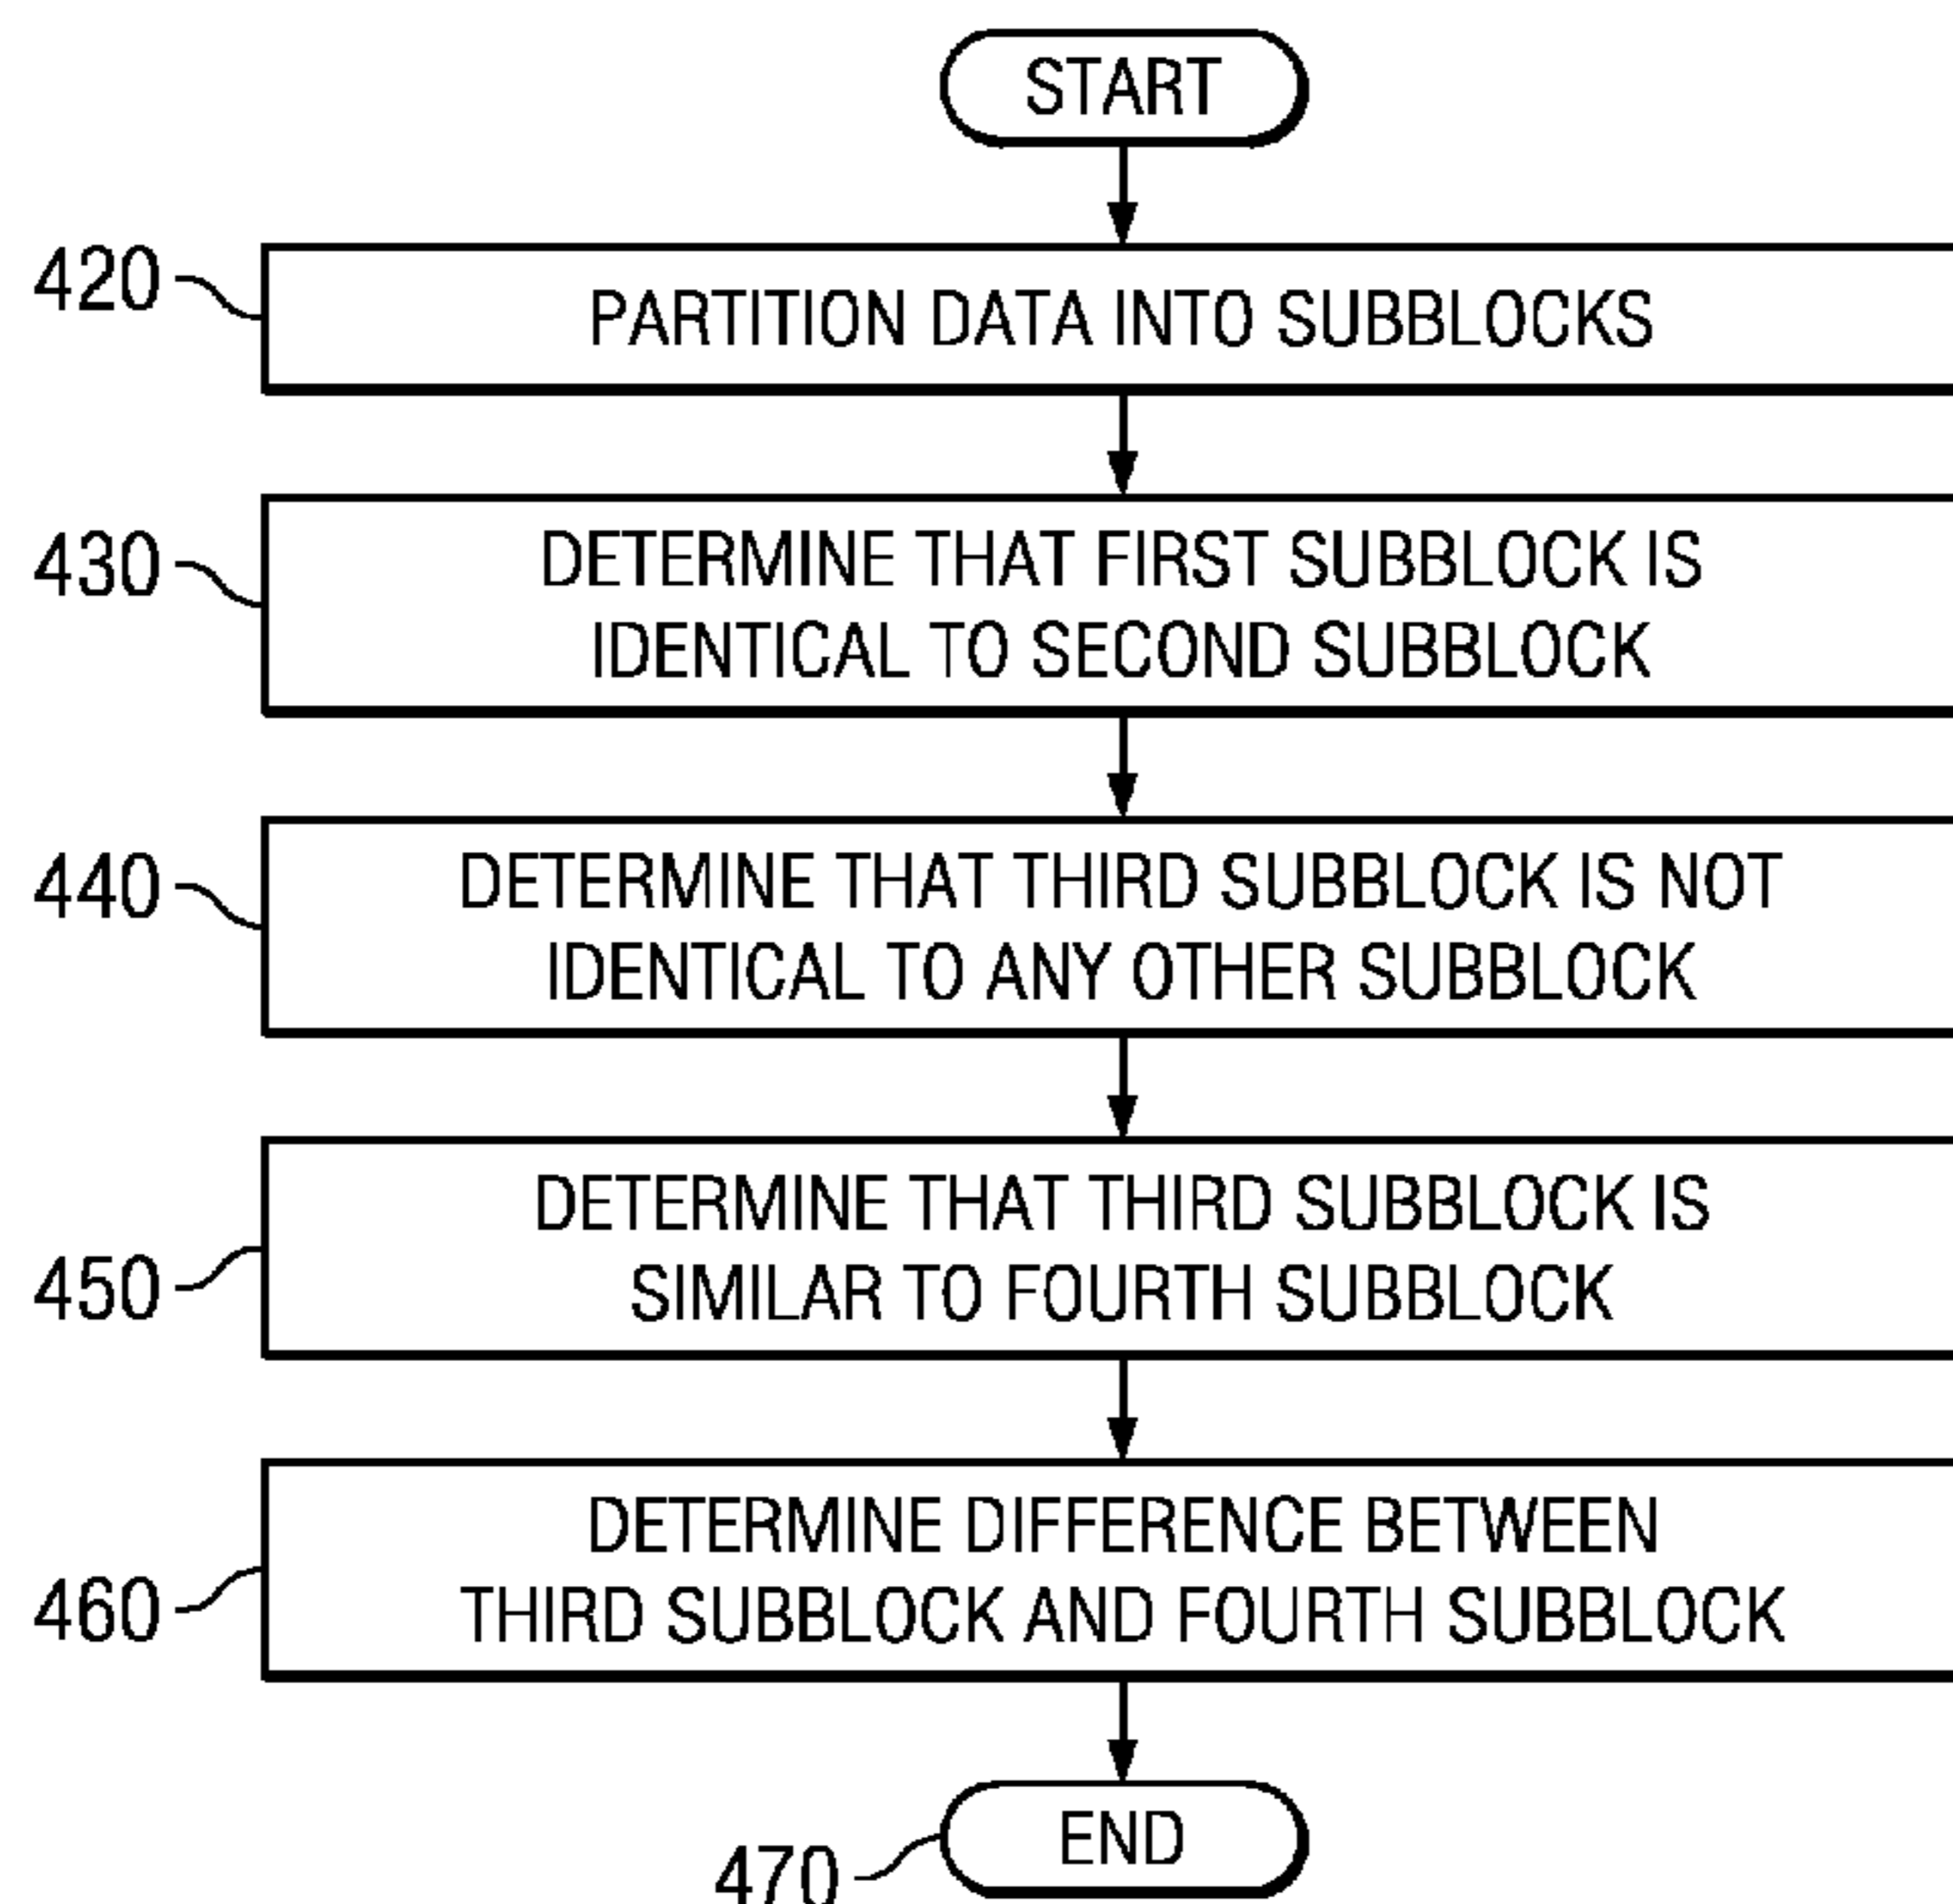 START
420
PARTITION DATA INTO SUBBLOCKS
430
DETERMINE THAT FIRST SUBBLOCK IS
IDENTICAL TO SECOND SUBBLOCK
440
DETERMINE THAT THIRD SUBBLOCK IS NOT
IDENTICAL TO ANY OTHER SUBBLOCK
450
DETERMINE THAT THIRD SUBBLOCK IS
SIMILAR TO FOURTH SUBBLOCK
460
DETERMINE DIFFERENCE BETWEEN
THIRD SUBBLOCK AND FOURTH SUBBLOCK
470
END